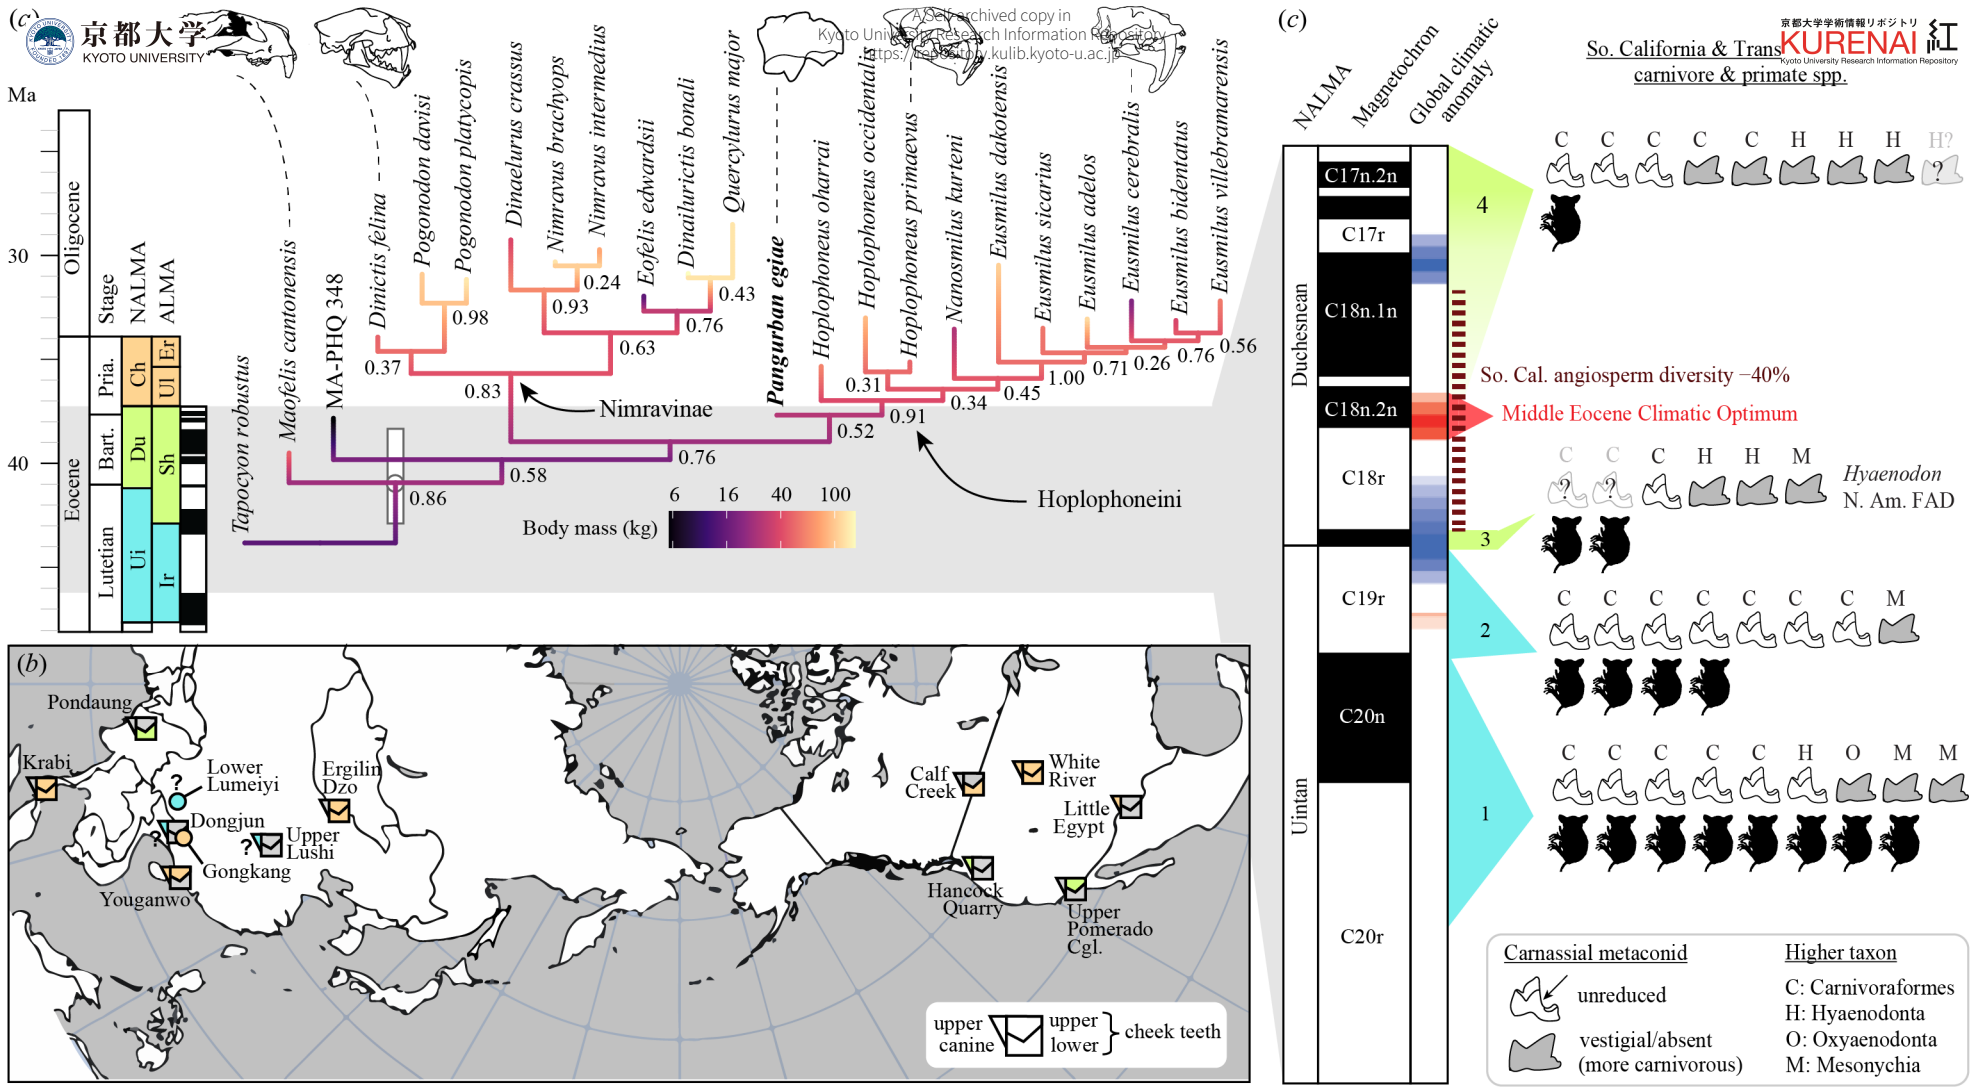 (c)
京都大学
KYOTO UNIVERSITY
A Self-archived copy in
Kyoto University Research Information Repository
https://repository.kulib.kyoto-u.ac.jp
京都大学学術情報リポジトリ
KURENAI 紅
Kyoto University Research Information Repository
Ma
30
40
Oligocene
Eocene
Stage
NALMA
ALMA
Pria.
Bart.
Lutetian
Ch
Du
Ui
Er
Ul
Sh
Ir
Tapocyon robustus
Maofelis cantonensis
MA-PHQ 348
Dinictis felina
Pogonodon davisi
Pogonodon platycopis
Dinaelurus crassus
Nimravus brachyops
Nimravus intermedius
Eofelis edwardsii
Dinailurictis bonali
Quercylurus major
Pangurban egiae
Hoplophoneus oharrai
Hoplophoneus occidentalis
Hoplophoneus primaevus
Nanosmilus kurteni
Eusmilus dakotensis
Eusmilus sicarius
Eusmilus adelos
Eusmilus cerebralis
Eusmilus bidentatus
Eusmilus villebramarensis
0.98
0.37
0.83
0.93
0.24
0.43
0.76
0.63
0.31
0.91
0.52
0.34
0.45
1.00
0.71
0.26
0.76
0.56
0.76
0.58
0.86
Nimravinae
Hoplophoneini
Body mass (kg)
6 16 40 100
(b)
Pondaung
Krabi
?
Lower
Lumeiyi
Dongjun
?
Gongkang
Youganwo
?
Upper
Lushi
Ergilin
Dzo
Calf
Creek
White
River
Little
Egypt
Hancock
Quarry
Upper
Pomerado
Cgl.
upper
canine
upper
lower
cheek teeth
(c)
NALMA
Magnetochron
Global climatic
anomaly
So. California & Trans
carnivore & primate spp.
Duchesnean
Uintan
C17n.2n
C17r
C18n.1n
C18n.2n
C18r
C19r
C20n
C20r
4
C C C C C H H H H?
?
So. Cal. angiosperm diversity −40%
Middle Eocene Climatic Optimum
3
C C C H H M
? ?
Hyaenodon
N. Am. FAD
2
C C C C C C C M
1
C C C C C H O M M
Carnassial metaconid
unreduced
vestigial/absent
(more carnivorous)
Higher taxon
C: Carnivoraformes
H: Hyaenodonta
O: Oxyaenodonta
M: Mesonychia